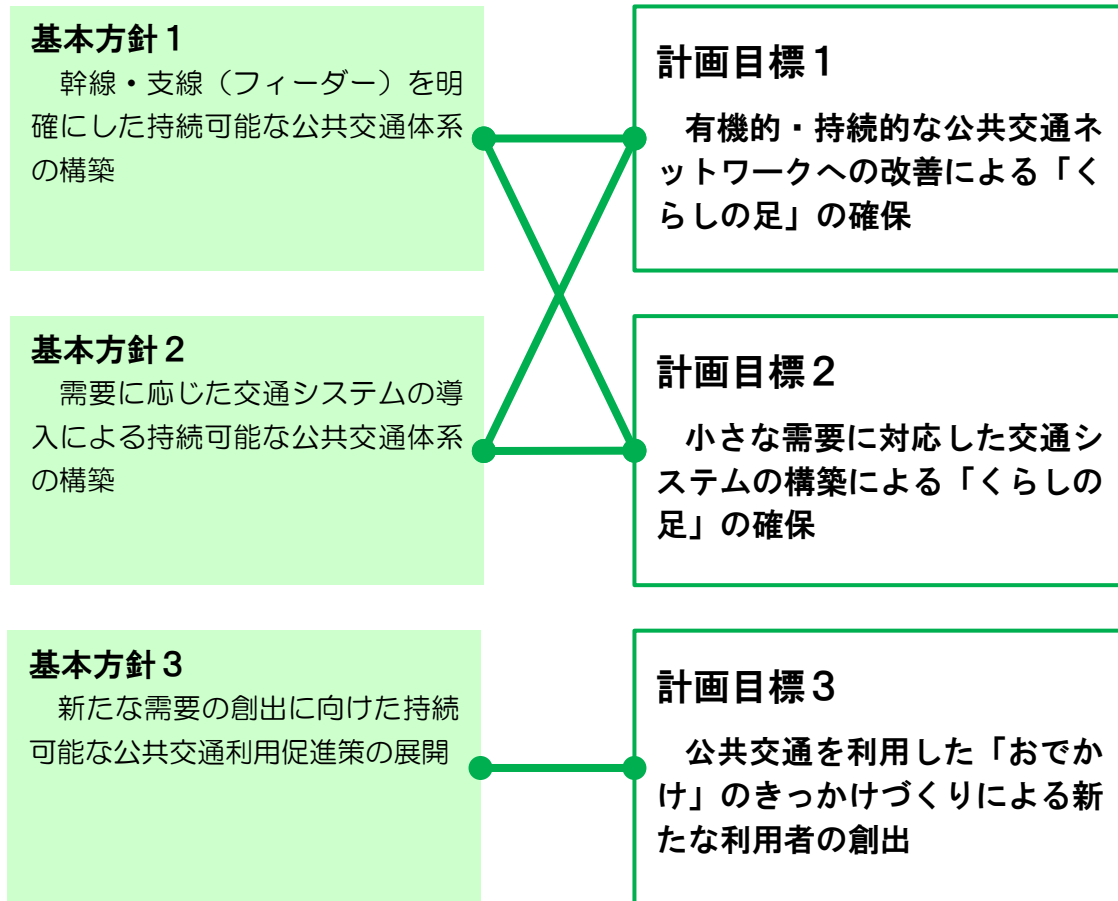 基本方針１
幹線・支線（フィーダー）を明
確にした持続可能な公共交通体系
の構築
計画目標１
有機的・持続的な公共交通ネ
ットワークへの改善による「く
らしの足」の確保
基本方針２
需要に応じた交通システムの導
入による持続可能な公共交通体系
の構築
計画目標２
小さな需要に対応した交通シ
ステムの構築による「くらしの
足」の確保
基本方針３
新たな需要の創出に向けた持続
可能な公共交通利用促進策の展開
計画目標３
公共交通を利用した「おでか
け」のきっかけづくりによる新
たな利用者の創出